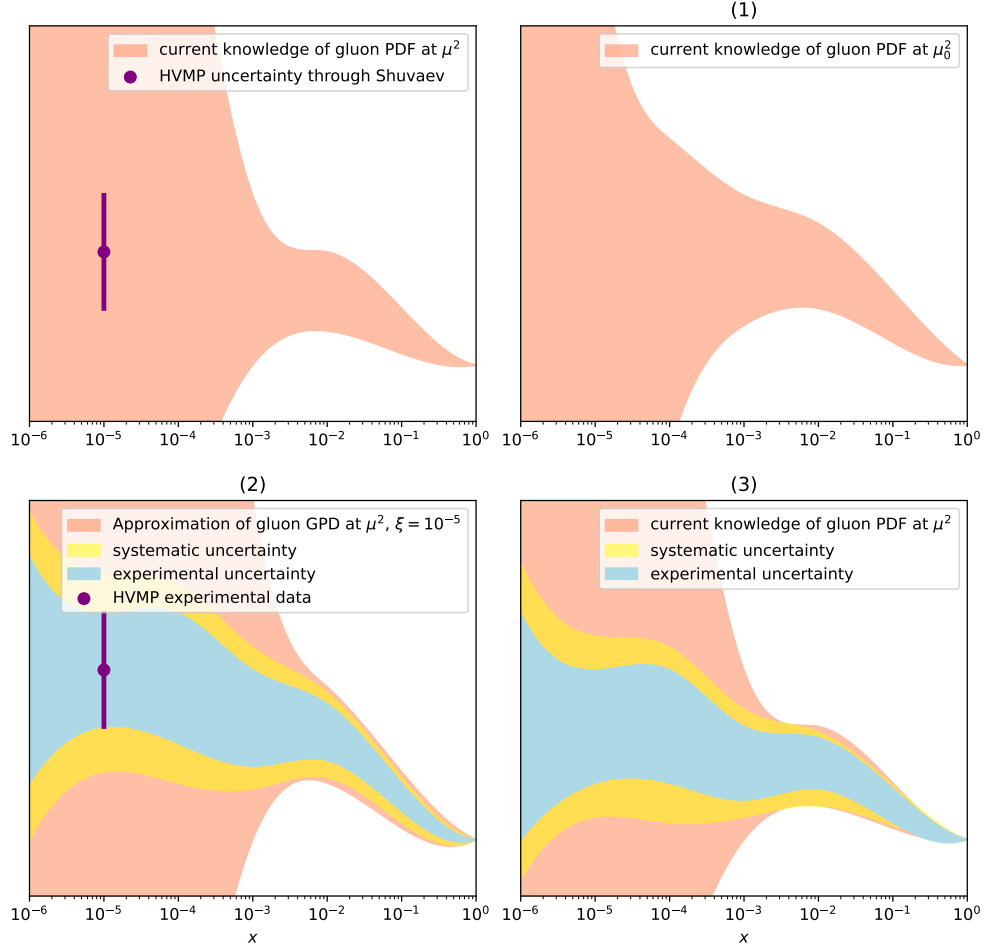 current knowledge of gluon PDF at μ²
HVMP uncertainty through Shuvaev
10⁻⁶ 10⁻⁵ 10⁻⁴ 10⁻³ 10⁻² 10⁻¹ 10⁰
(1)
current knowledge of gluon PDF at μ₀²
10⁻⁶ 10⁻⁵ 10⁻⁴ 10⁻³ 10⁻² 10⁻¹ 10⁰
(2)
Approximation of gluon GPD at μ², ξ = 10⁻⁵
systematic uncertainty
experimental uncertainty
HVMP experimental data
10⁻⁶ 10⁻⁵ 10⁻⁴ 10⁻³ 10⁻² 10⁻¹ 10⁰
x
(3)
current knowledge of gluon PDF at μ²
systematic uncertainty
experimental uncertainty
10⁻⁶ 10⁻⁵ 10⁻⁴ 10⁻³ 10⁻² 10⁻¹ 10⁰
x